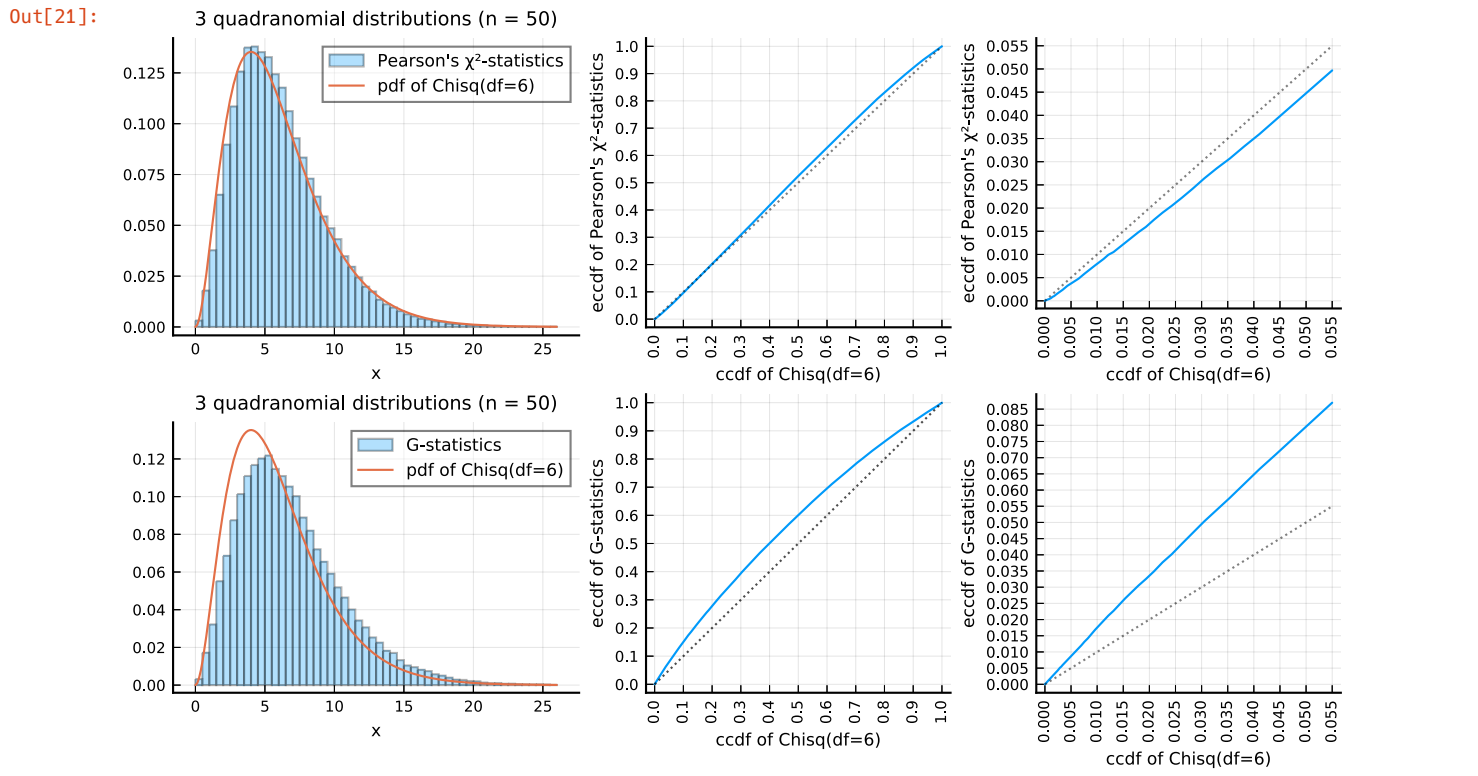 Out[21]:
3 quadranomial distributions (n = 50)
Pearson's χ²-statistics
pdf of Chisq(df=6)
0.125
0.100
0.075
0.050
0.025
0.000
0 5 10 15 20 25
x
eccdf of Pearson's χ²-statistics
1.0
0.9
0.8
0.7
0.6
0.5
0.4
0.3
0.2
0.1
0.0
0.0 0.1 0.2 0.3 0.4 0.5 0.6 0.7 0.8 0.9 1.0
ccdf of Chisq(df=6)
eccdf of Pearson's χ²-statistics
0.055
0.050
0.045
0.040
0.035
0.030
0.025
0.020
0.015
0.010
0.005
0.000
0.000 0.005 0.010 0.015 0.020 0.025 0.030 0.035 0.040 0.045 0.050 0.055
ccdf of Chisq(df=6)
3 quadranomial distributions (n = 50)
G-statistics
pdf of Chisq(df=6)
0.12
0.10
0.08
0.06
0.04
0.02
0.00
0 5 10 15 20 25
x
eccdf of G-statistics
1.0
0.9
0.8
0.7
0.6
0.5
0.4
0.3
0.2
0.1
0.0
0.0 0.1 0.2 0.3 0.4 0.5 0.6 0.7 0.8 0.9 1.0
ccdf of Chisq(df=6)
eccdf of G-statistics
0.085
0.080
0.075
0.070
0.065
0.060
0.055
0.050
0.045
0.040
0.035
0.030
0.025
0.020
0.015
0.010
0.005
0.000
0.000 0.005 0.010 0.015 0.020 0.025 0.030 0.035 0.040 0.045 0.050 0.055
ccdf of Chisq(df=6)